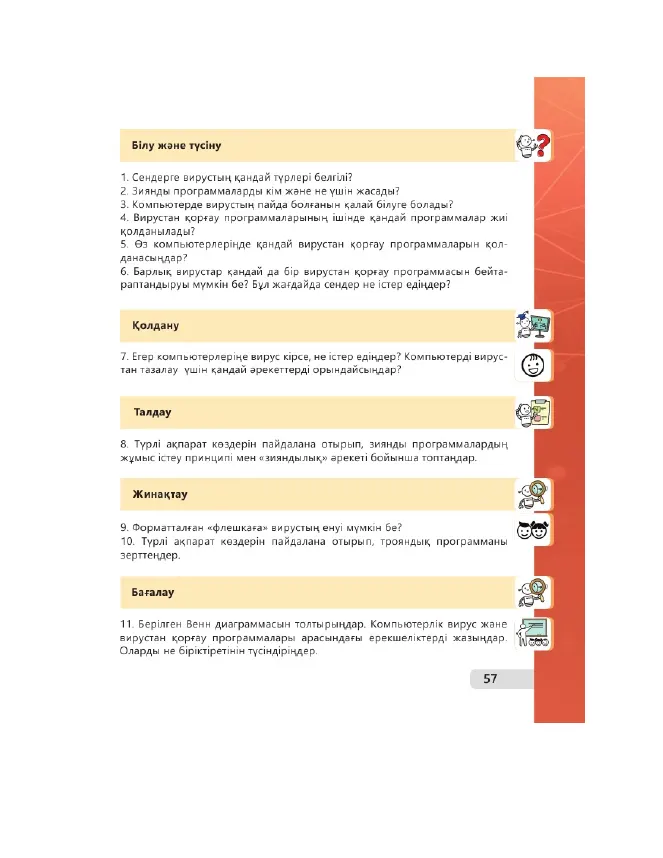 Білу және түсіну
1. Сендерге вирустың қандай түрлері белгілі?
2. Зиянды программаларды кім және не үшін жасады?
3. Компьютерде вирустың пайда болғанын қалай білуге болады?
4. Вирустан қорғау программаларының ішінде қандай программалар жиі
қолданылады?
5. Өз компьютерлеріңде қандай вирустан қорғау программаларын қол-
данасыңдар?
6. Барлық вирустар қандай да бір вирустан қорғау программасын бейта-
раптандыруы мүмкін бе? Бұл жағдайда сендер не істер едіңдер?
Қолдану
7. Егер компьютерлеріңе вирус кірсе, не істер едіңдер? Компьютерді вирус-
тан тазалау үшін қандай әрекеттерді орындайсыңдар?
Талдау
8. Түрлі ақпарат көздерін пайдалана отырып, зиянды программалардың
жұмыс істеу принципі мен «зияндылық» әрекеті бойынша топтаңдар.
Жинақтау
9. Форматталған «флешкаға» вирустың енуі мүмкін бе?
10. Түрлі ақпарат көздерін пайдалана отырып, трояндық программаны
зерттеңдер.
Бағалау
11. Берілген Венн диаграммасын толтырыңдар. Компьютерлік вирус және
вирустан қорғау программалары арасындағы ерекшеліктерді жазыңдар.
Оларды не біріктіретінін түсіндіріңдер.
57